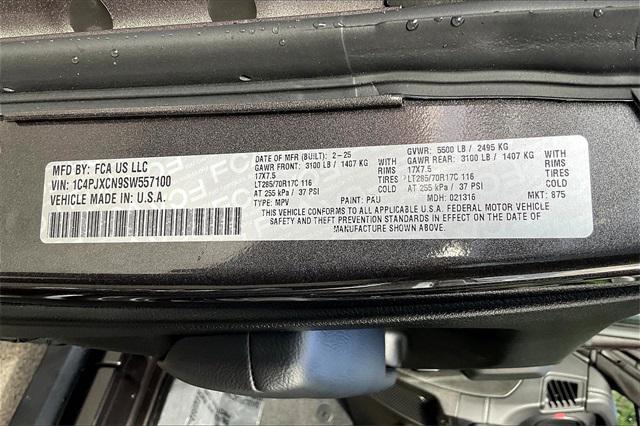 MFD BY: FCA US LLC
VIN: 1C4PJXCN9SW557100
VEHICLE MADE IN: U.S.A.
DATE OF MFR (BUILT): 2-25
GAWR FRONT: 3100 LB / 1407 KG WITH
17X7.5 RIMS
LT285/70R17C 116 TIRES
AT 255 kPa / 37 PSI
TYPE: MPV
GVWR: 5500 LB / 2495 KG
GAWR REAR: 3100 LB / 1407 KG WITH
17X7.5 RIMS
LT285/70R17C 116 TIRES
AT 255 kPa / 37 PSI
PAINT: PAU MDH: 021316 MKT: 875
THIS VEHICLE CONFORMS TO ALL APPLICABLE U.S.A. FEDERAL MOTOR VEHICLE
SAFETY AND THEFT PREVENTION STANDARDS IN EFFECT ON THE DATE OF
MANUFACTURE SHOWN ABOVE.